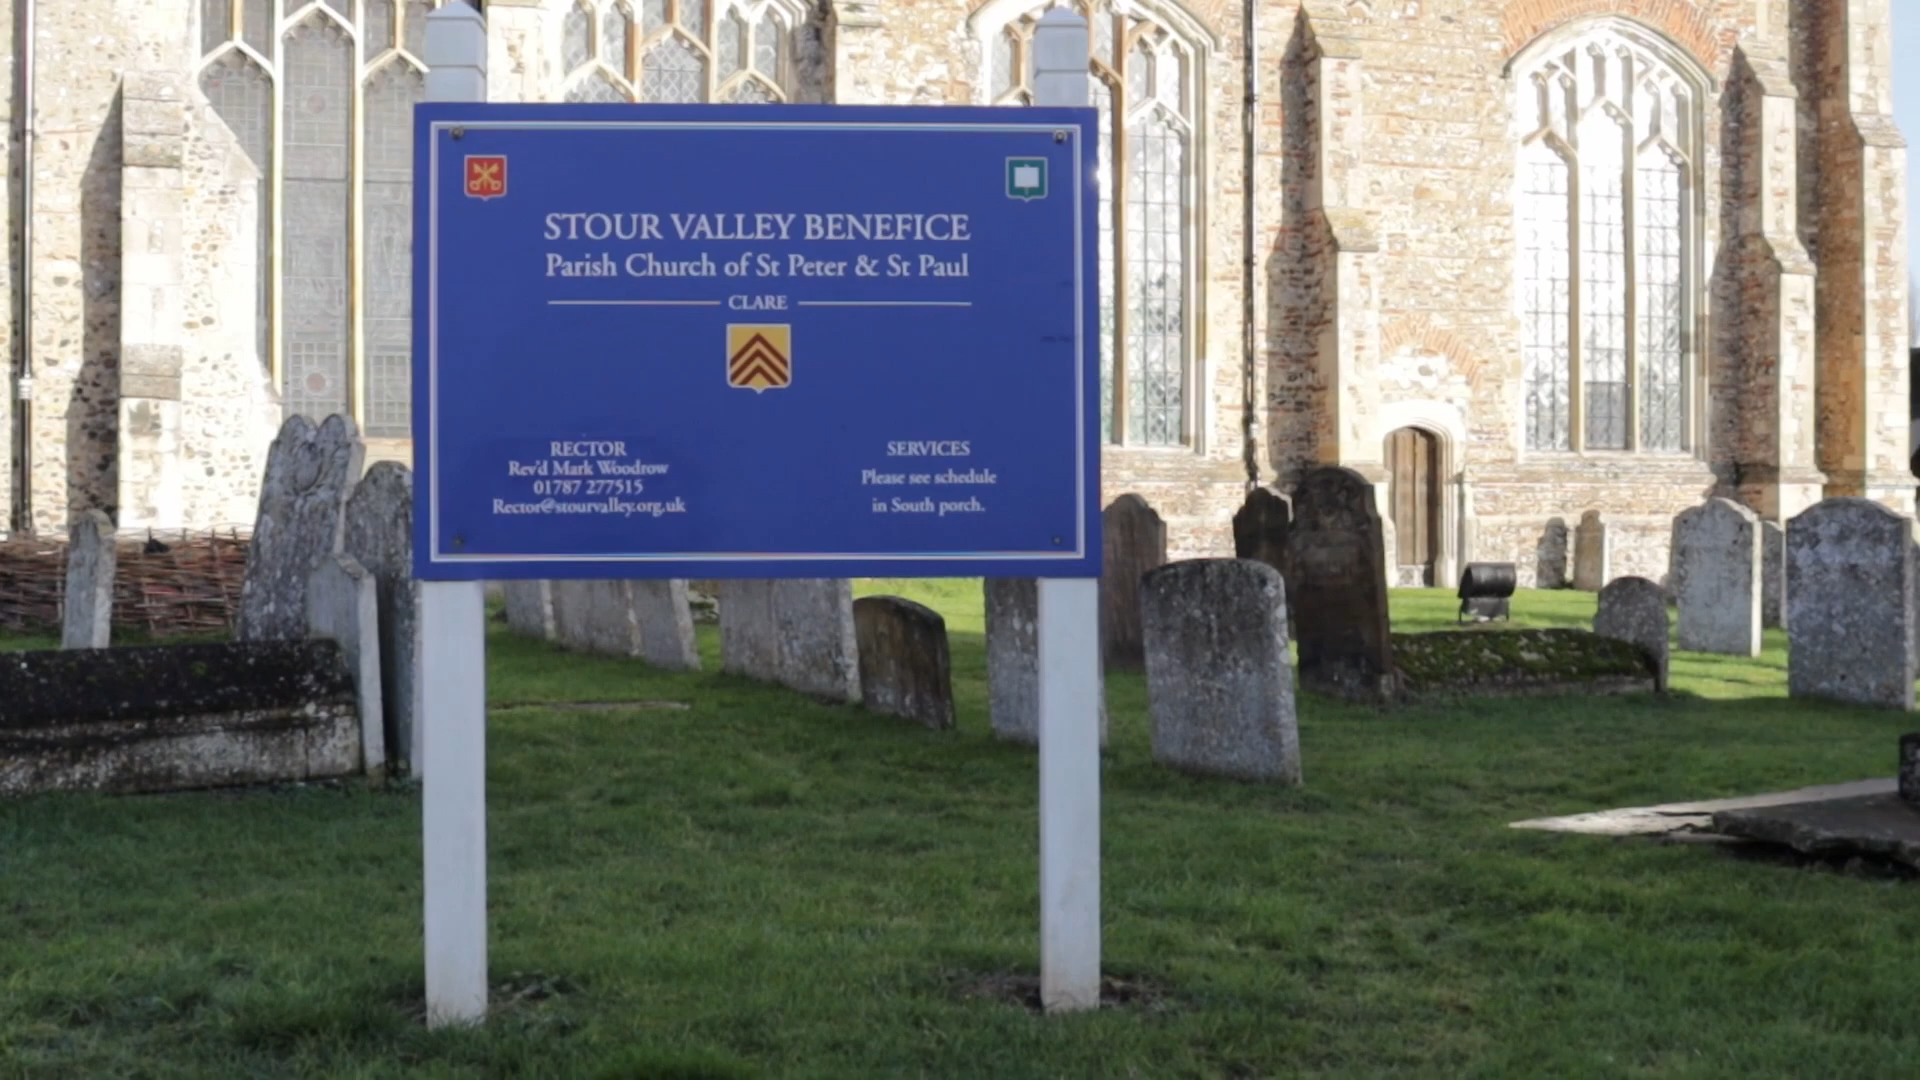 STOUR VALLEY BENEFICE
Parish Church of St Peter & St Paul
CLARE
RECTOR
Rev'd Mark Woodrow
01787 277515
Rector@stourvalley.org.uk
SERVICES
Please see schedule
in South porch.